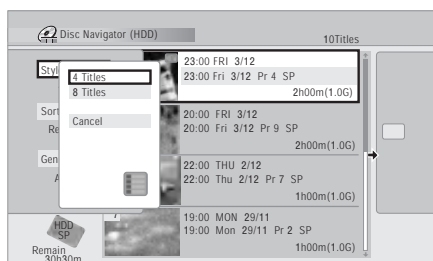 Disc Navigator (HDD)
10Titles
Styl
4 Titles
8 Titles
Cancel
Sort
Re
Gen
A
HDD
SP
Remain
30h30m
23:00 FRI 3/12
23:00 Fri 3/12 Pr 4 SP
2h00m(1.0G)
20:00 FRI 3/12
20:00 Fri 3/12 Pr 9 SP
2h00m(1.0G)
22:00 THU 2/12
22:00 Thu 2/12 Pr 7 SP
1h00m(1.0G)
19:00 MON 29/11
19:00 Mon 29/11 Pr 2 SP
1h00m(1.0G)